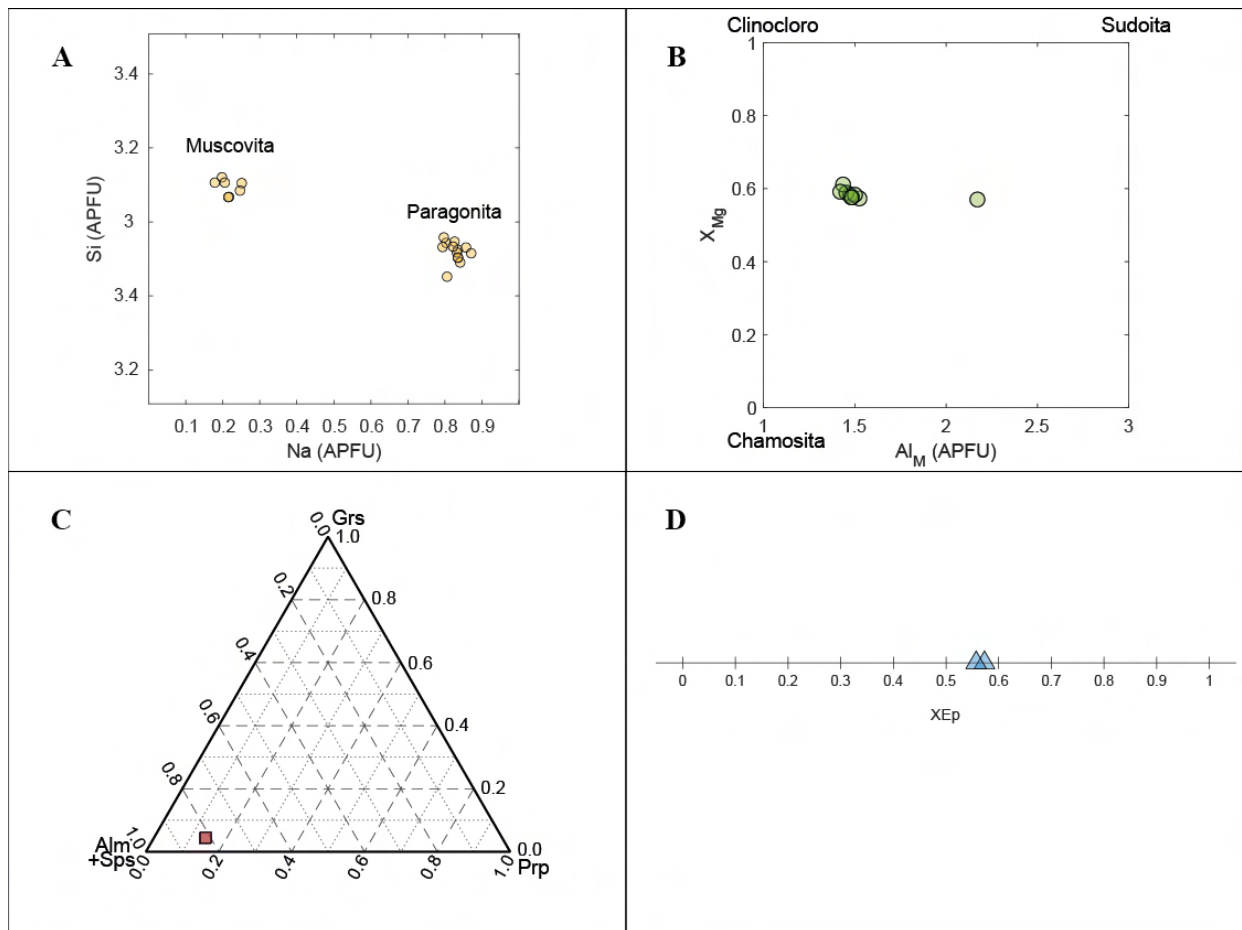 A
3.4
3.2
3
3.4
3.2
Si (APFU)
Muscovita
Paragonita
0.1 0.2 0.3 0.4 0.5 0.6 0.7 0.8 0.9
Na (APFU)
B
Clinocloro Sudoita
1
0.8
0.6
0.4
0.2
0
X_Mg
1 1.5 2 2.5 3
Chamosita
Al_M (APFU)
C
Grs
0.0 1.0
0.2 0.8
0.4 0.6
0.6 0.4
0.8 0.2
1.0 0.0
Alm
+Sps
Prp
0.0 0.2 0.4 0.6 0.8 1.0
D
0 0.1 0.2 0.3 0.4 0.5 0.6 0.7 0.8 0.9 1
XEp